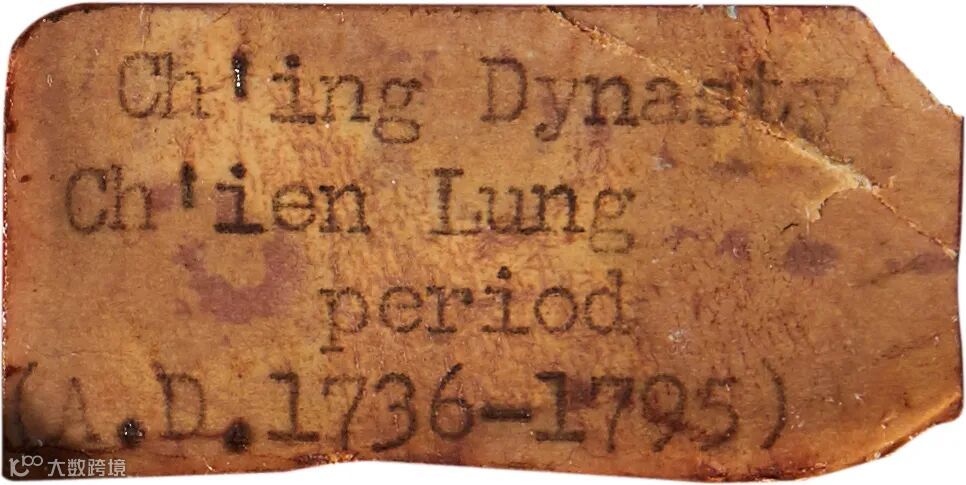 Ch'ing Dynasty
Ch'ien Lung
period
(A.D.1736-1795)
大数跨境